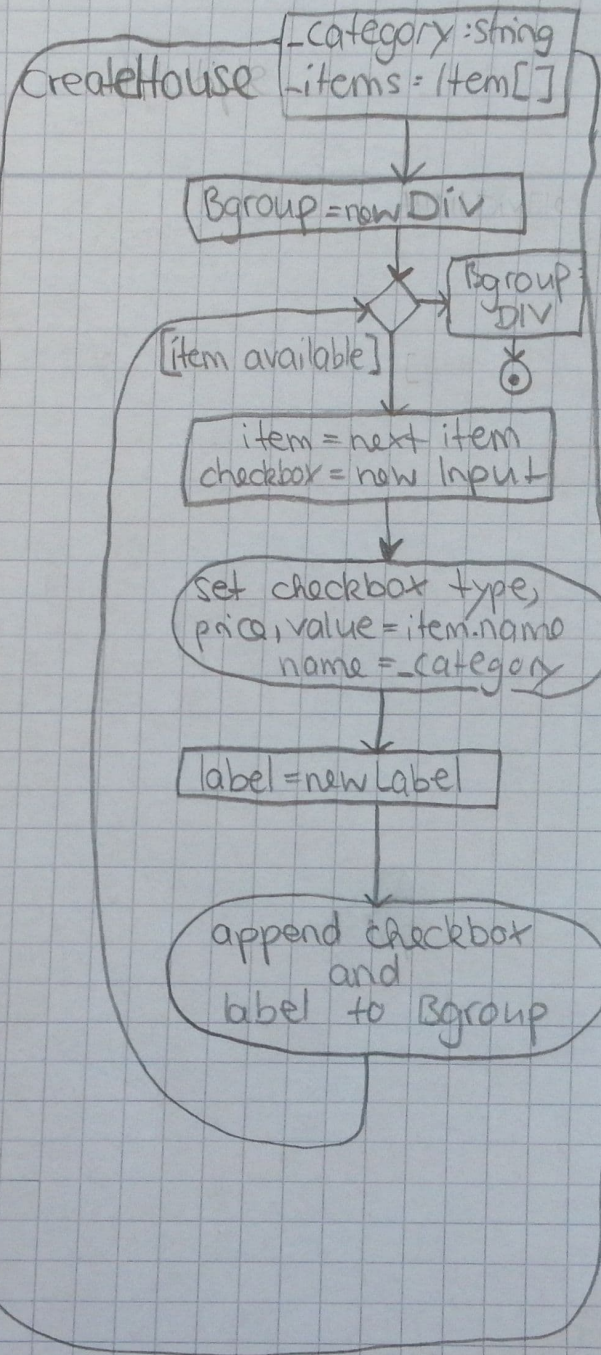 _category:string
createHouse
_items = Item[]
Bgroup = new Div
Bgroup:
DIV
[item available]
item = next item
checkbox = new Input
set checkbox type,
price, value = item.name
name = _category
label = new Label
append checkbox
and
label to Bgroup